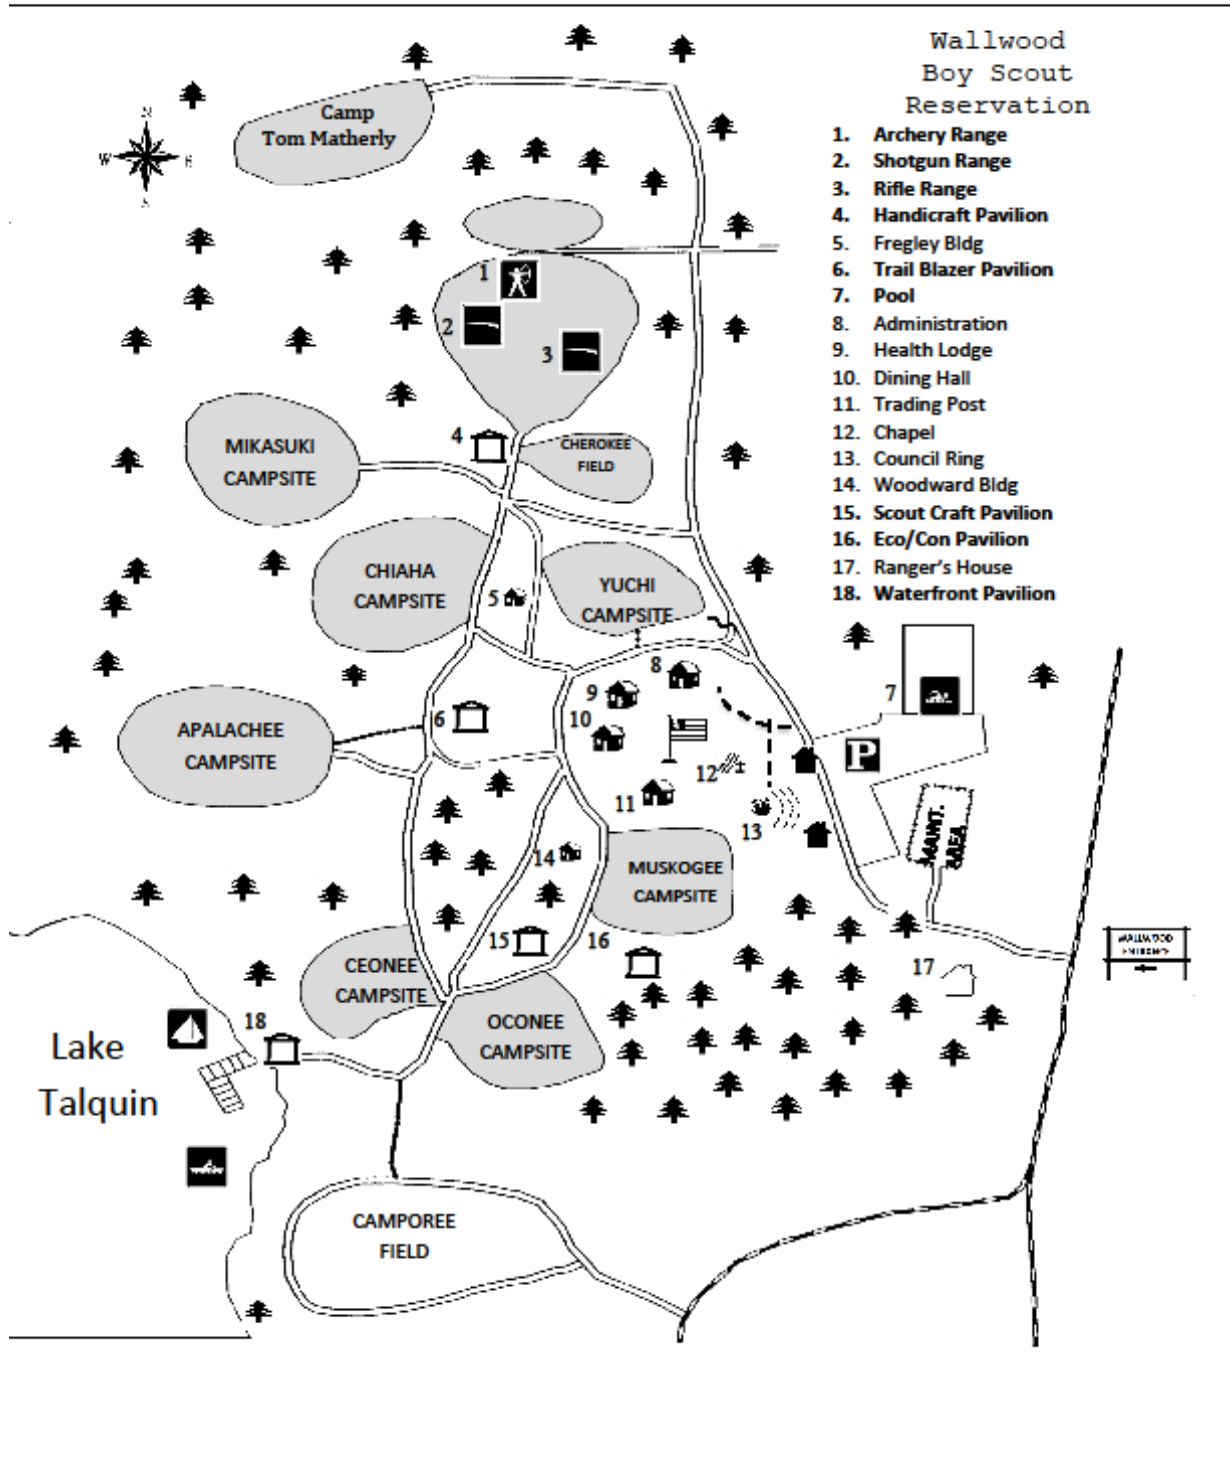 Wallwood
Boy Scout
Reservation
1. Archery Range
2. Shotgun Range
3. Rifle Range
4. Handicraft Pavilion
5. Fregley Bldg
6. Trail Blazer Pavilion
7. Pool
8. Administration
9. Health Lodge
10. Dining Hall
11. Trading Post
12. Chapel
13. Council Ring
14. Woodward Bldg
15. Scout Craft Pavilion
16. Eco/Con Pavilion
17. Ranger's House
18. Waterfront Pavilion
N
W
E
S
Camp
Tom Matherly
1
2
3
4
CHEROKEE
FIELD
MIKASUKI
CAMPSITE
CHIAHA
CAMPSITE
5
YUCHI
CAMPSITE
8
9
7
10
6
APALACHEE
CAMPSITE
P
12
11
13
MAINT.
AREA
14
MUSKOGEE
CAMPSITE
15
16
WALLWOOD
ENTRANCE
17
CEONEE
CAMPSITE
18
OCONEE
CAMPSITE
Lake
Talquin
CAMPOREE
FIELD